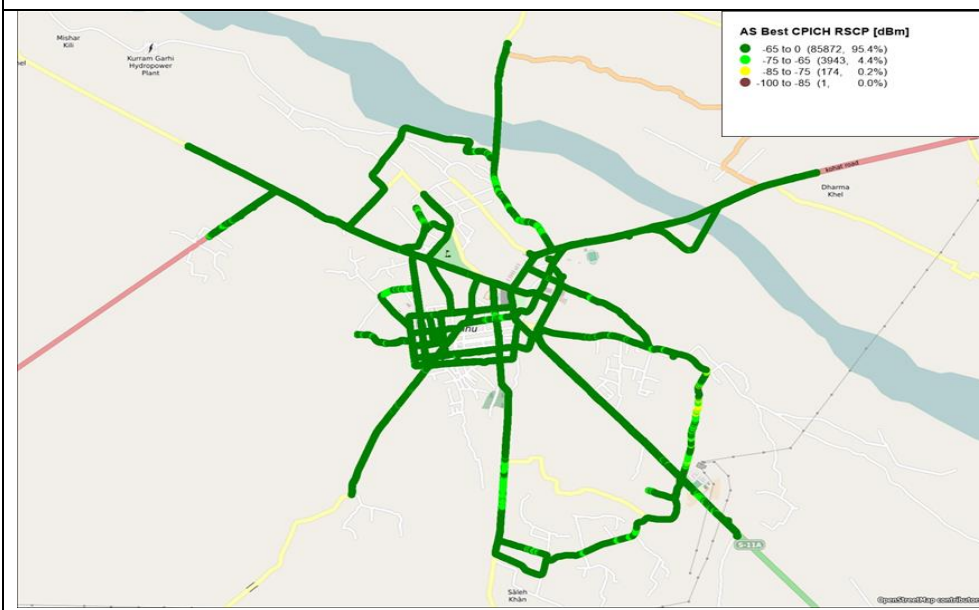 AS Best CPICH RSCP [dBm]
-65 to 0 (85872, 95.4%)
-75 to -65 (3943, 4.4%)
-85 to -75 (174, 0.2%)
-100 to -85 (1, 0.0%)
Mishar
Kili
Kurram Garhi
Hydropower
Plant
kohat road
Dharma
Khel
S-11A
Saleh
Khan
OpenStreetMap contributo